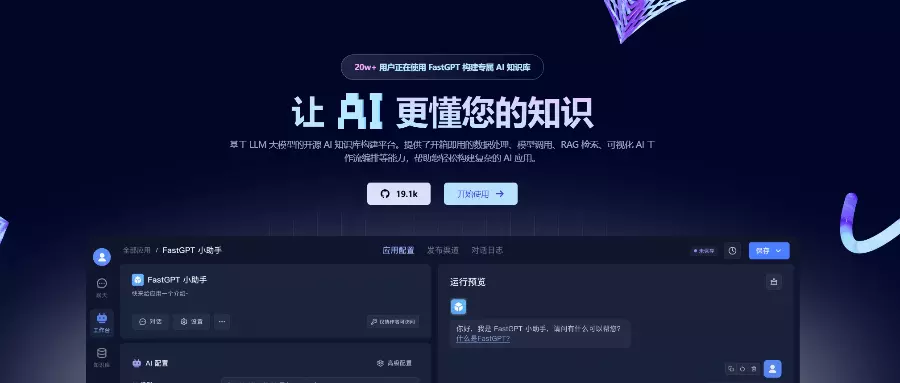 20w+ 用户正在使用 FastGPT 构建专属 AI 知识库
让 AI 更懂您的知识
基于 LLM 大模型的开源 AI 知识库构建平台。提供了开箱即用的数据处理、模型调用、RAG 检索、可视化 AI 工
作流编排等能力，帮助您轻松构建复杂的 AI 应用。
19.1k
开始使用
全部应用 / FastGPT 小助手
应用配置 发布渠道 对话日志
未保存
保存
FastGPT 小助手
快来给应用一个介绍~
对话 设置
仅协作者可访问
聊天
工作台
知识库
AI 配置
高级配置
运行预览
你好，我是 FastGPT 小助手，请问有什么可以帮您?
什么是FastGPT?